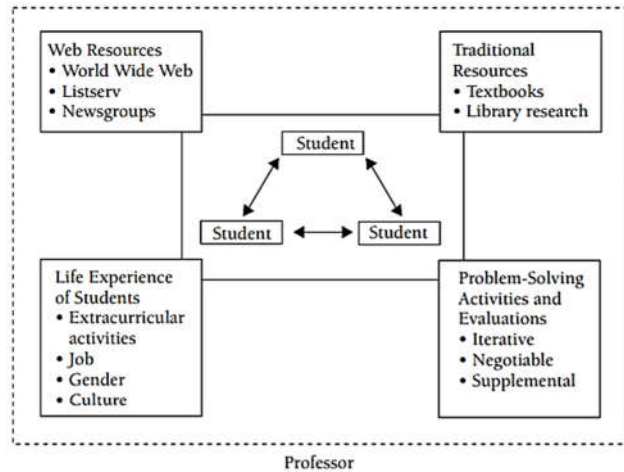 Web Resources
• World Wide Web
• Listserv
• Newsgroups
Traditional
Resources
• Textbooks
• Library research
Student
Student
Student
Life Experience
of Students
• Extracurricular
activities
• Job
• Gender
• Culture
Problem-Solving
Activities and
Evaluations
• Iterative
• Negotiable
• Supplemental
Professor